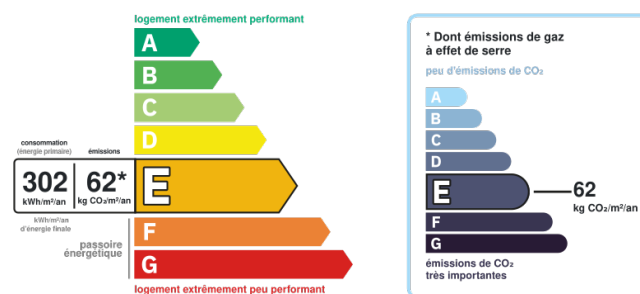 logement extrêmement performant
A
B
C
D
consommation
(énergie primaire)
émissions
302
kWh/m²/an
62*
kg CO₂/m²/an
E
kWh/m²/an
d'énergie finale
passoire
énergétique
F
G
logement extrêmement peu performant
* Dont émissions de gaz
à effet de serre
peu d'émissions de CO₂
A
B
C
D
E
62
kg CO₂/m²/an
F
G
émissions de CO₂
très importantes